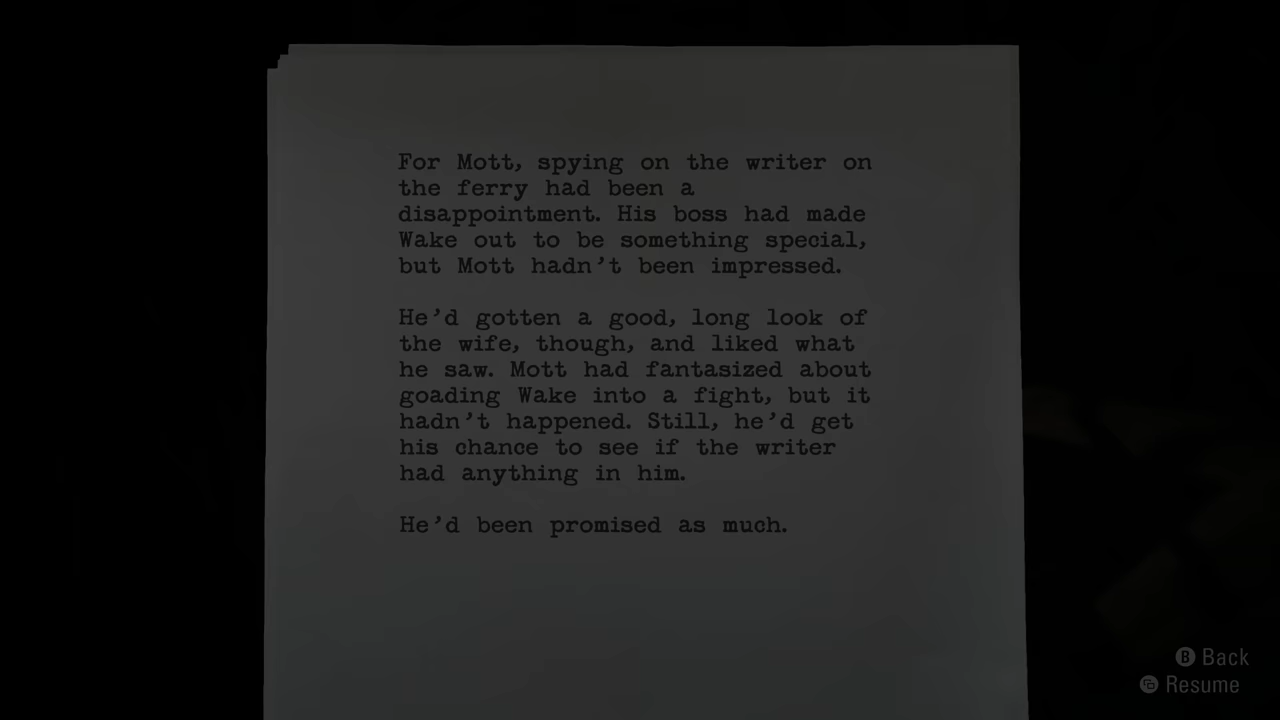 For Mott, spying on the writer on
the ferry had been a
disappointment. His boss had made
Wake out to be something special,
but Mott hadn't been impressed.
He'd gotten a good, long look of
the wife, though, and liked what
he saw. Mott had fantasized about
goading Wake into a fight, but it
hadn't happened. Still, he'd get
his chance to see if the writer
had anything in him.
He'd been promised as much.
B Back
Resume